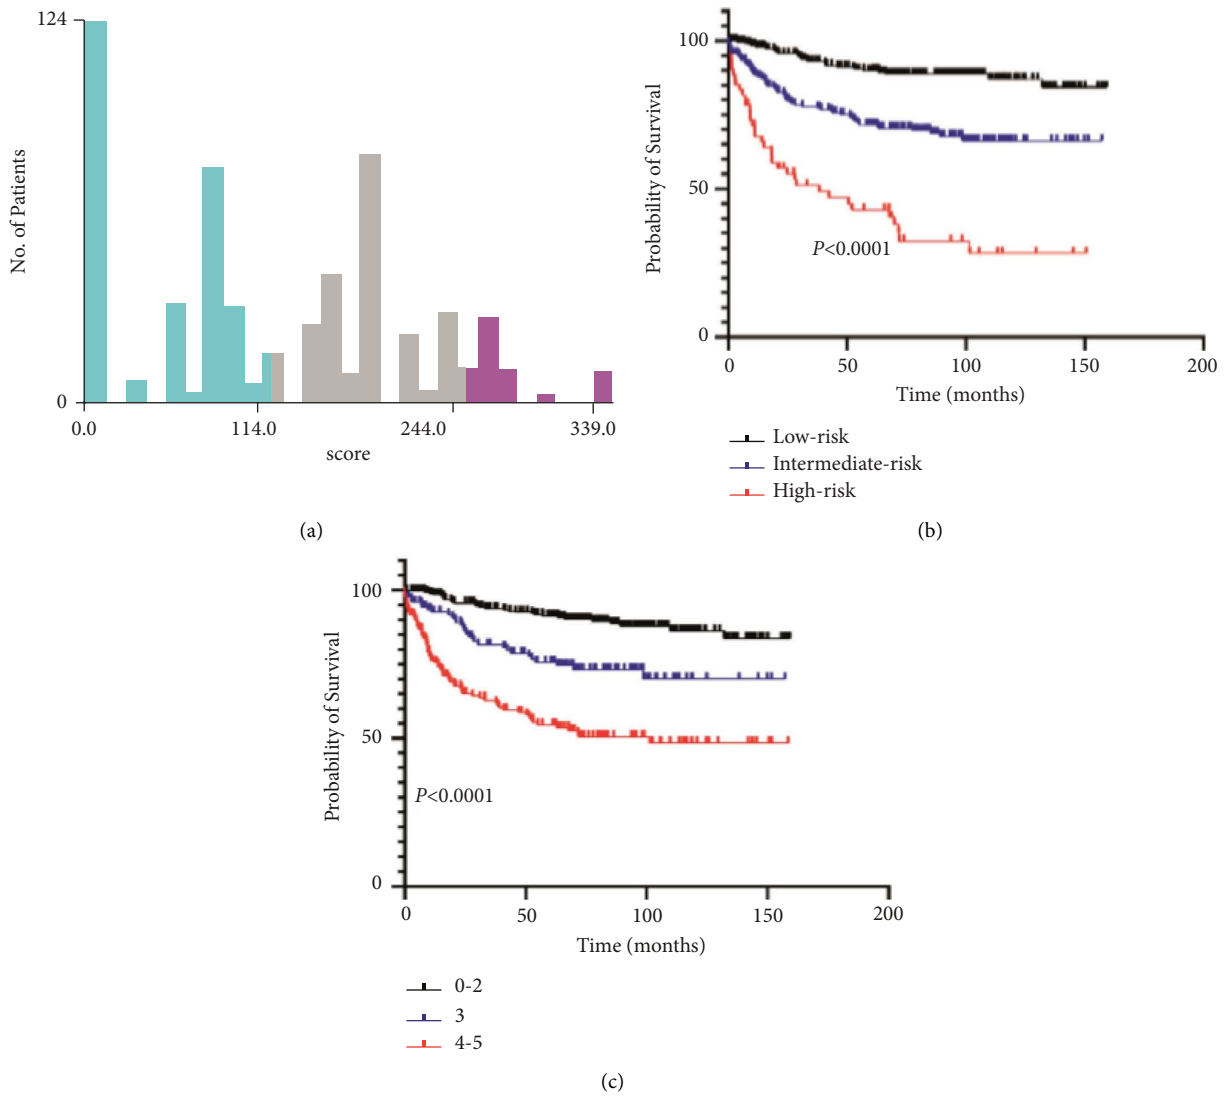 124
No. of Patients
0
0.0 114.0 244.0 339.0
score
(a)
100
Probability of Survival
50
P<0.0001
0
0 50 100 150 200
Time (months)
Low-risk
Intermediate-risk
High-risk
(b)
100
Probability of Survival
50
P<0.0001
0
0 50 100 150 200
Time (months)
0-2
3
4-5
(c)